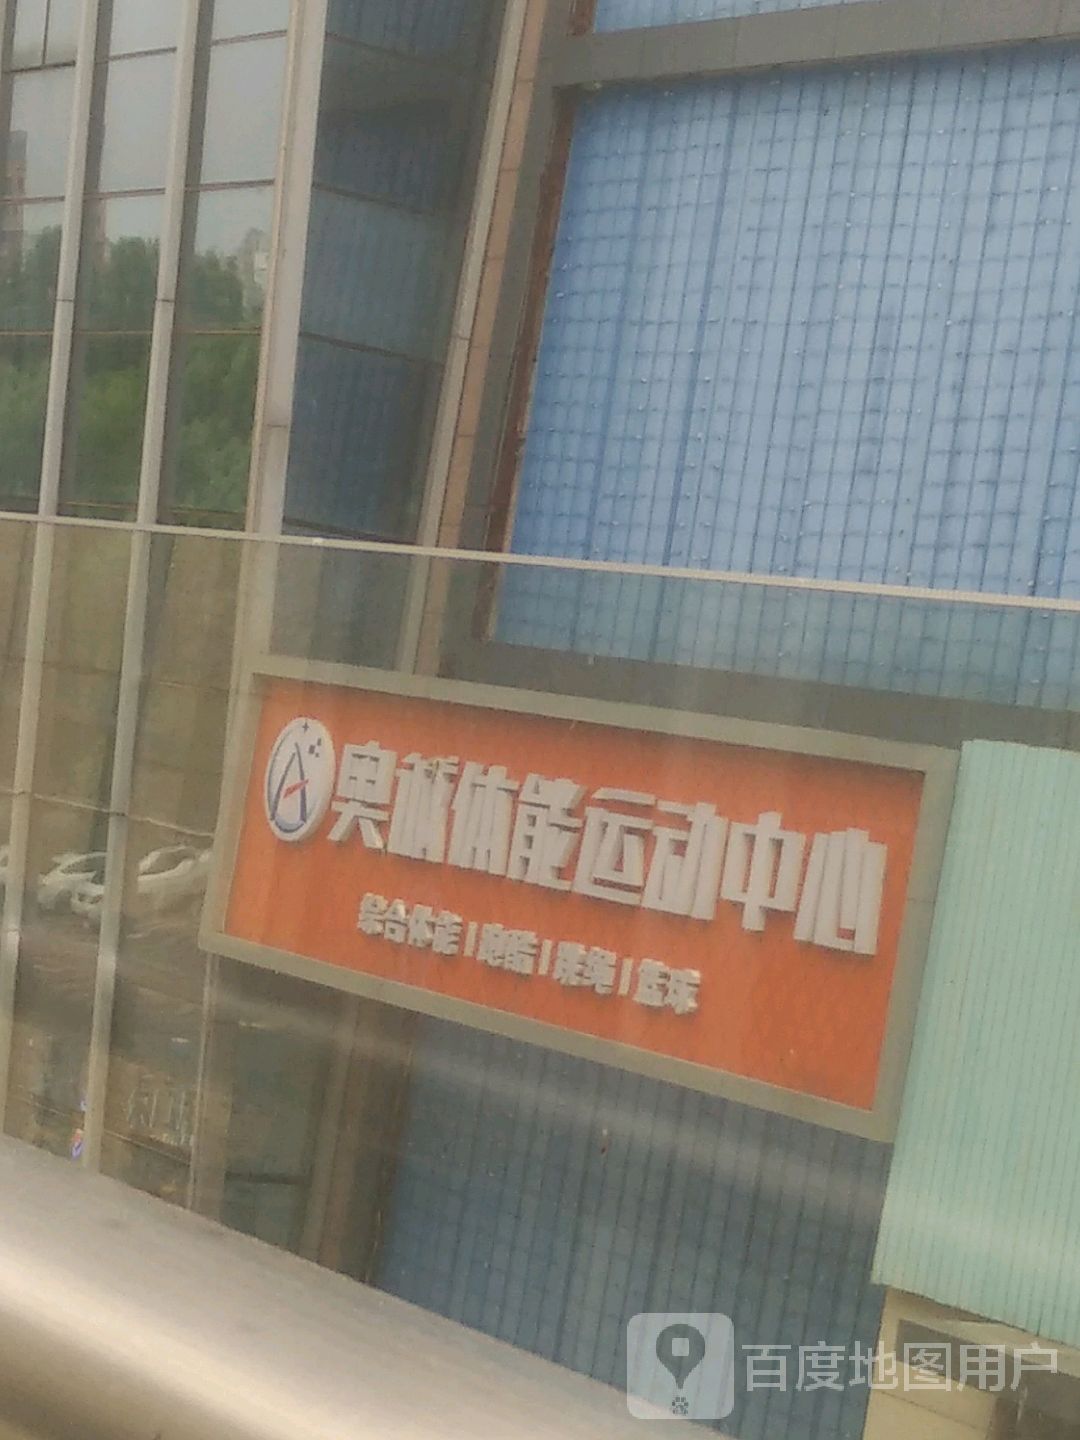 奥体能运动中心
综合体能 | 跑酷 | 跳绳 | 篮球
百度地图用户